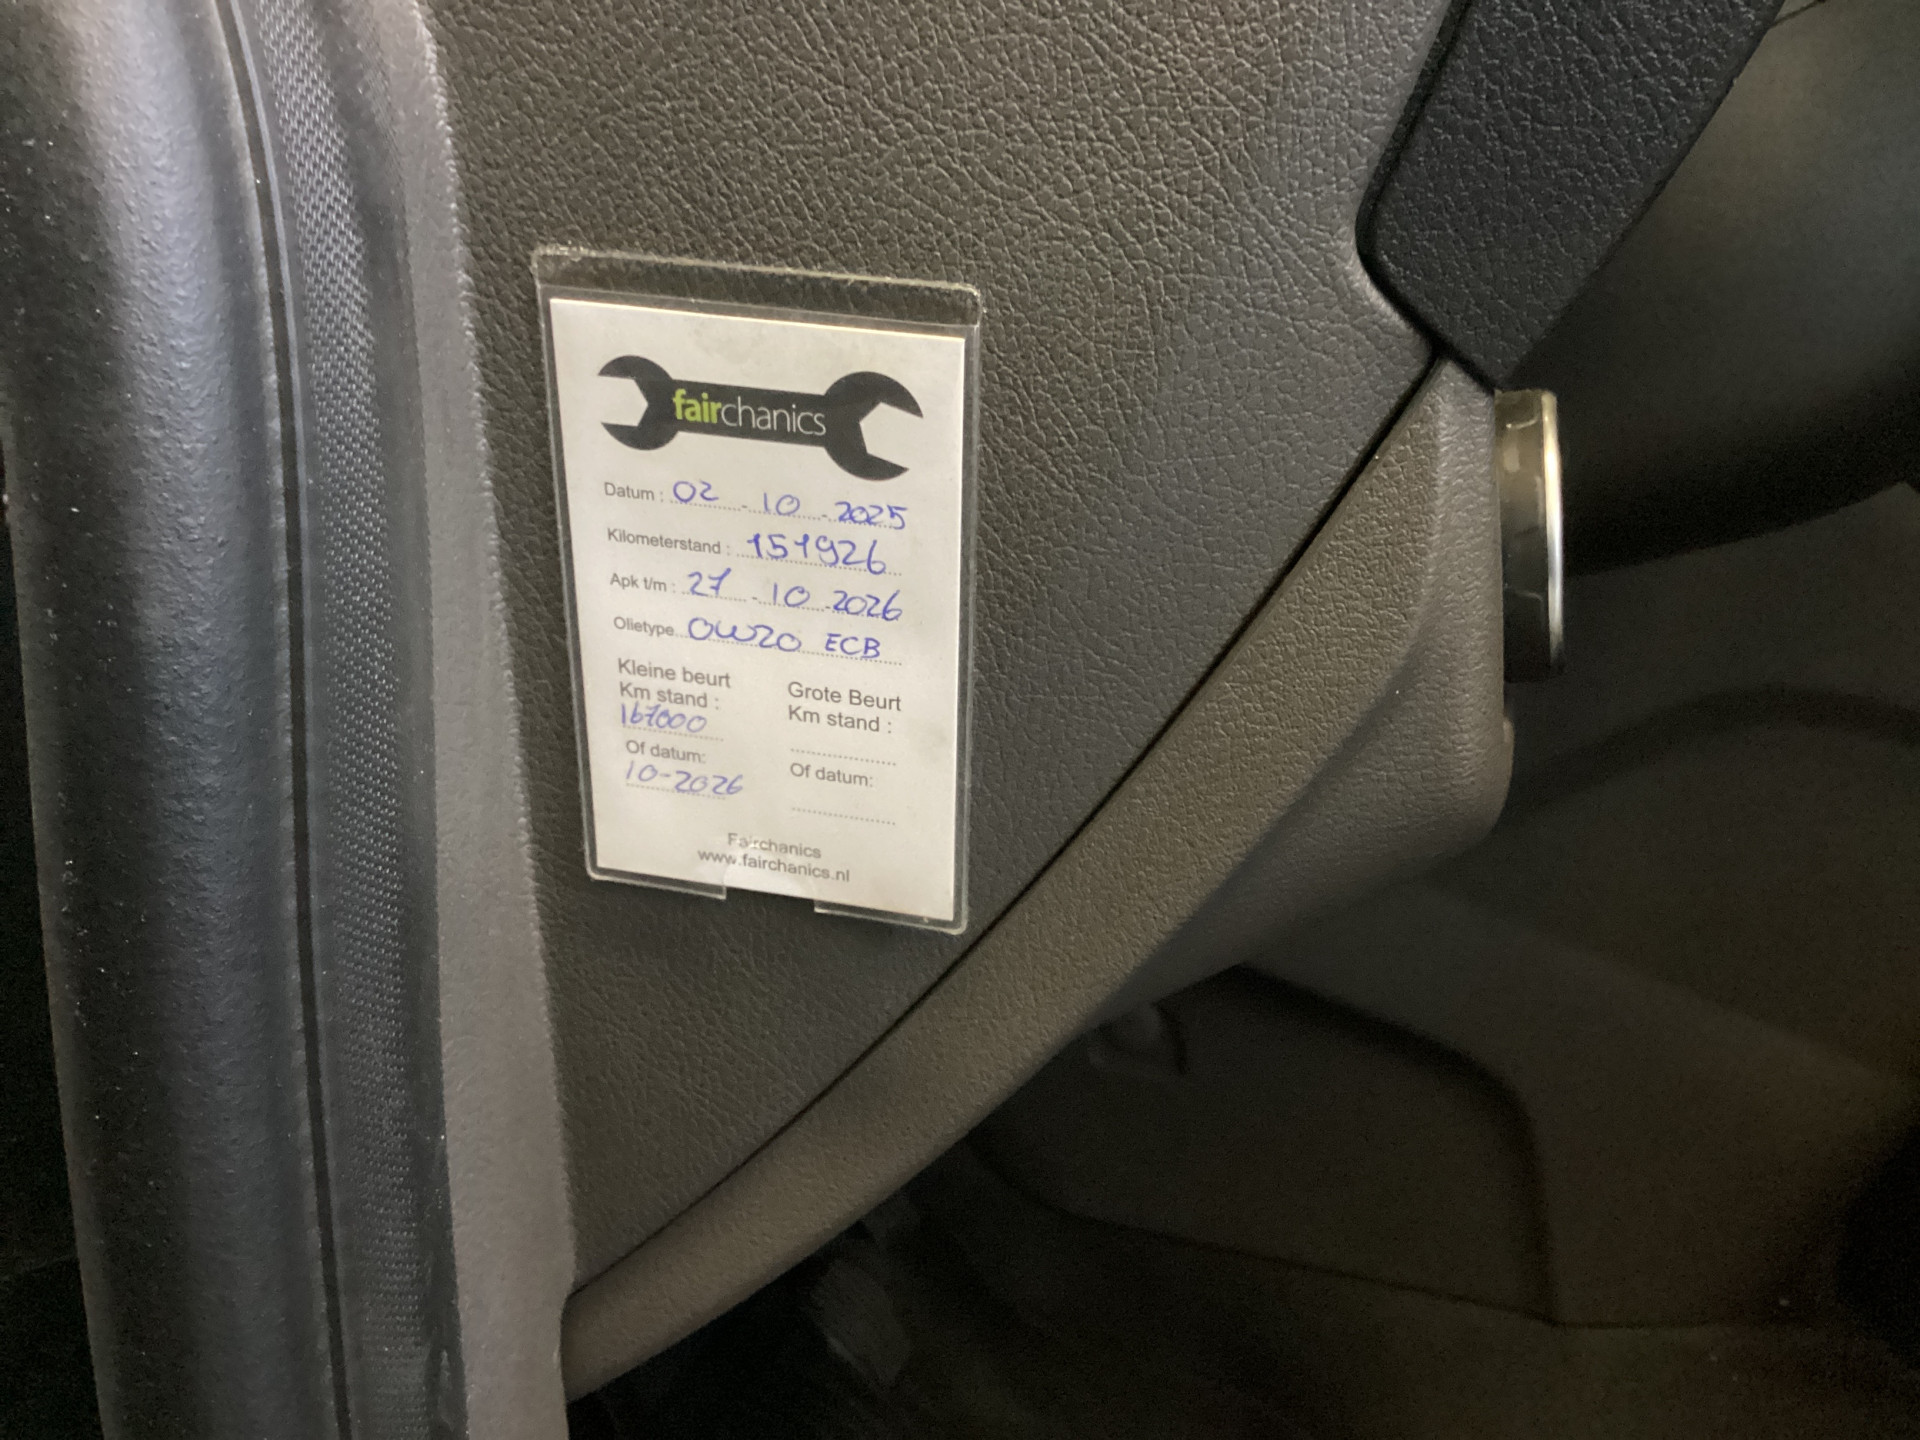 fairchanics
Datum : 02 - 10 - 2025
Kilometerstand : 151926
Apk t/m : 27 - 10 - 2026
Olietype 0W20 ECB
Kleine beurt
Km stand :
167000
Of datum:
10-2026
Grote Beurt
Km stand :
Of datum:
Fairchanics
www.fairchanics.nl